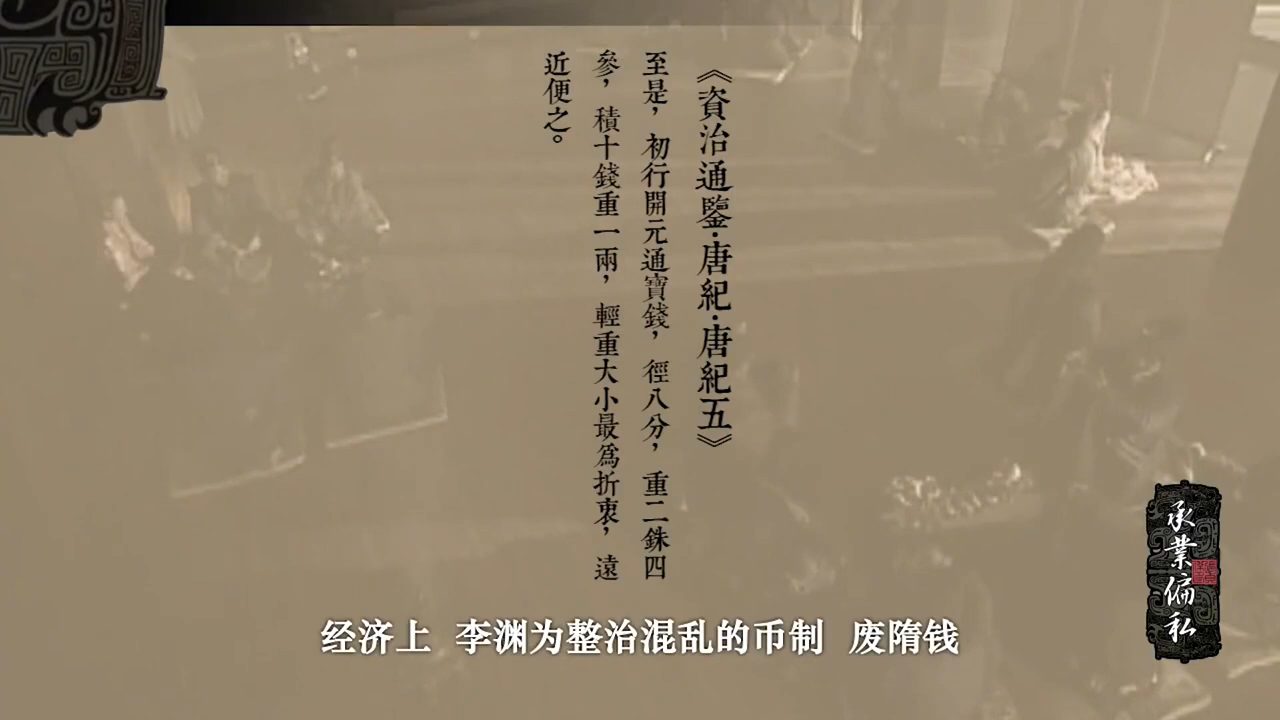 《資治通鑒·唐紀·唐紀五》
至是，初行開元通寶錢，徑八分，重二銖四
參，積十錢重一兩，輕重大小最爲折衷，遠
近便之。
经济上 李渊为整治混乱的币制 废隋钱
承業偏私